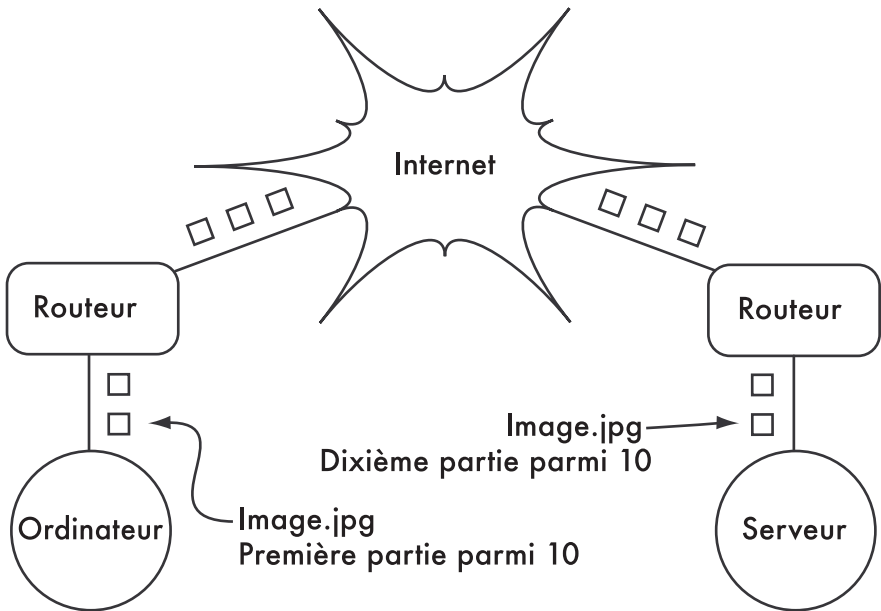 Internet
Routeur
Routeur
Image.jpg
Dixième partie parmi 10
Ordinateur
Image.jpg
Première partie parmi 10
Serveur